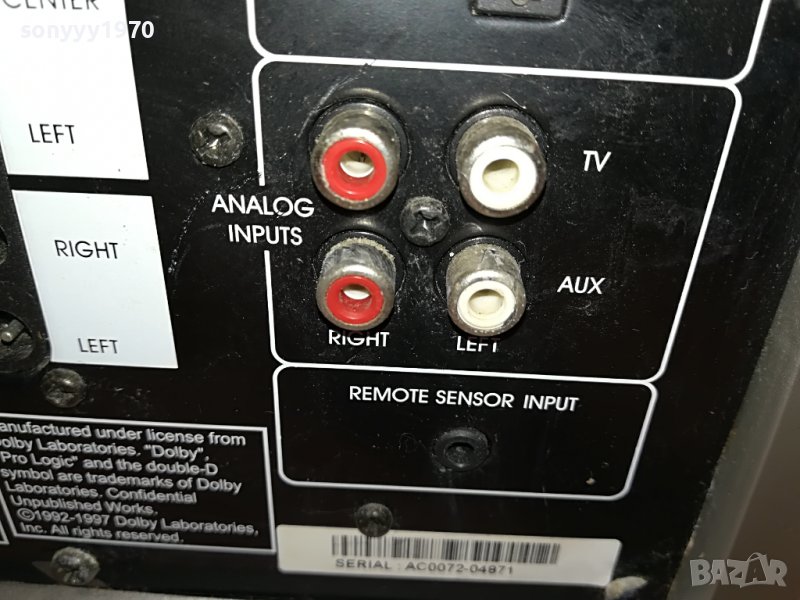 CENTER
sonyyy1970
LEFT
RIGHT
LEFT
ANALOG
INPUTS
TV
AUX
RIGHT
LEFT
REMOTE SENSOR INPUT
anufactured under license from
olby Laboratories. "Dolby",
Pro Logic" and the double-D
symbol are trademarks of Dolby
Laboratories. Confidential
Unpublished Works.
©1992-1997 Dolby Laboratories,
Inc. All rights reserved.
SERIAL : AC0072-04871
BAZAR